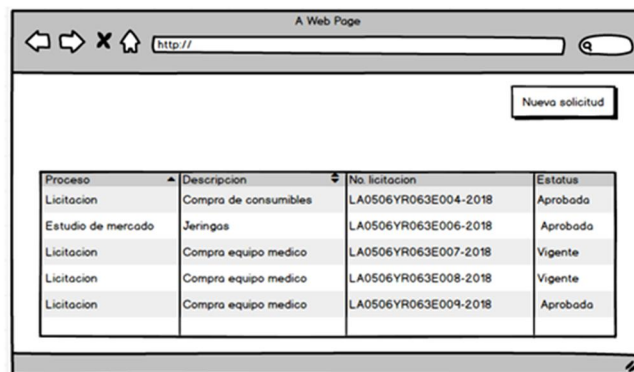 A Web Page
http://
Nueva solicitud
Proceso Descripcion No. licitacion Estatus
Licitacion Compra de consumibles LA0506YR063E004-2018 Aprobada
Estudio de mercado Jeringas LA0506YR063E006-2018 Aprobada
Licitacion Compra equipo medico LA0506YR063E007-2018 Vigente
Licitacion Compra equipo medico LA0506YR063E008-2018 Vigente
Licitacion Compra equipo medico LA0506YR063E009-2018 Aprobada